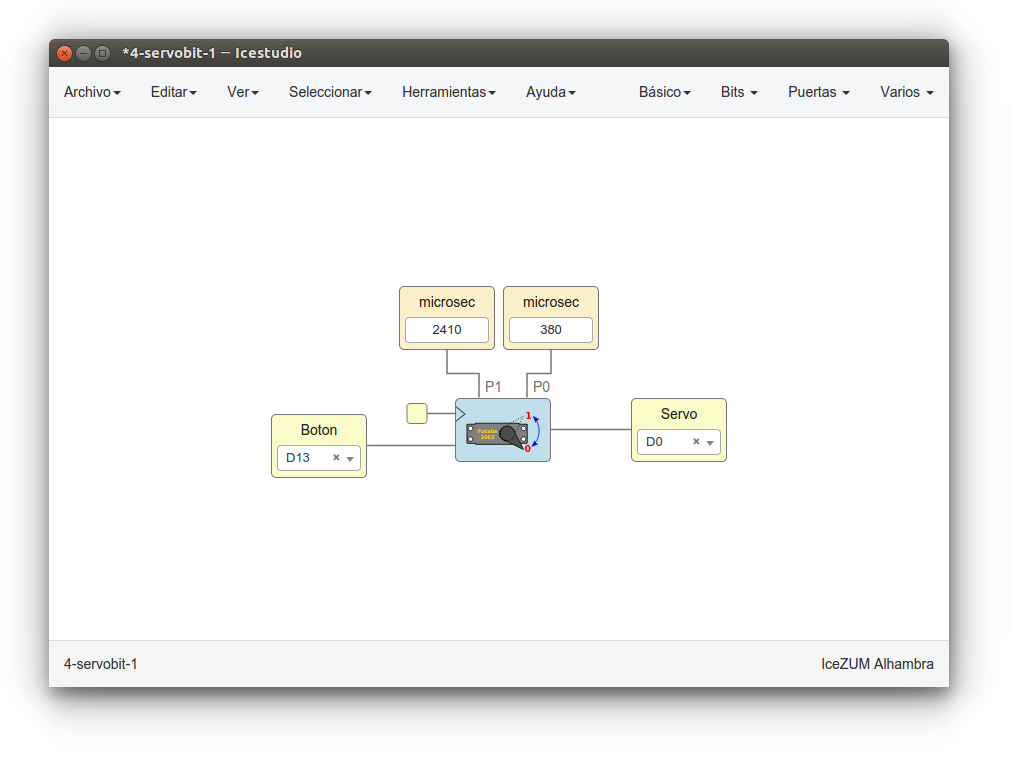 *4-servobit-1 – Icestudio
Archivo Editar Ver Seleccionar Herramientas Ayuda Básico Bits Puertas Varios
microsec microsec
2410 380
P1 P0
Boton
D13
Futaba
3003
1
0
Servo
D0
4-servobit-1 IceZUM Alhambra